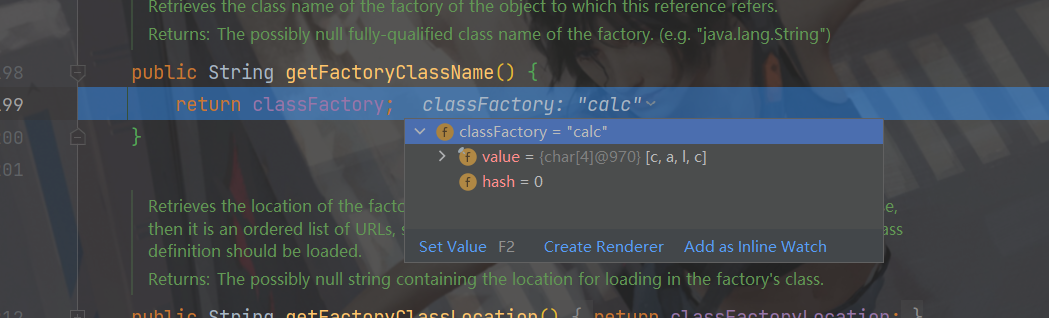 Retrieves the class name of the factory of the object to which this reference refers.
Returns: The possibly null fully-qualified class name of the factory. (e.g. "java.lang.String")
98 public String getFactoryClassName() {
99 return classFactory; classFactory: "calc"
classFactory = "calc"
00 }
value = {char[4]@970} [c, a, l, c]
01
hash = 0
Retrieves the location of the facto e,
then it is an ordered list of URLs, s ass
Set Value F2 Create Renderer Add as Inline Watch
definition should be loaded.
Returns: The possibly null string containing the location for loading in the factory's class.
12 public String getFactoryClassLocation() { return classFactoryLocation; }